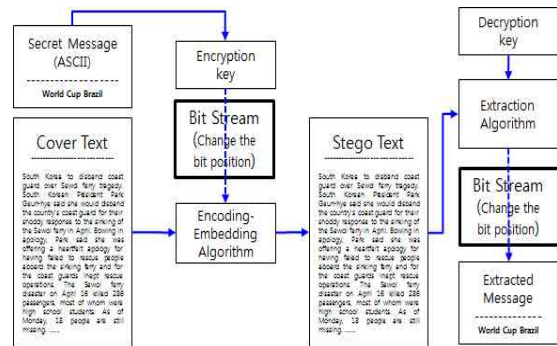 Secret Message
(ASCII)
World Cup Brazil
Encryption
key
Decryption
key
Bit Stream
(Change the
bit position)
Extraction
Algorithm
Cover Text
South Korea to disband coast
guard over Sewol ferry tragedy.
South Korean President Park
Geun-hye said she would disband
the country's coast guard for their
shoddy response to the sinking of
the Sewol ferry in April. Bowing in
apology, Park said she was
offering a heartfelt apology for
having failed to rescue people
aboard the sinking ferry and for
the coast guards inept rescue
operations. The Sewol ferry
disaster on April 16 killed 286
passengers, most of whom were
high school students. As of
Monday, 18 people are still
missing. .....
Encoding-
Embedding
Algorithm
Stego Text
South Korea to disband coast
guard over Sewol ferry tragedy.
South Korean President Park
Geun-hye said she would disband
the country's coast guard for their
shoddy response to the sinking of
the Sewol ferry in April. Bowing in
apology, Park said she was
offering a heartfelt apology for
having failed to rescue people
aboard the sinking ferry and for
the coast guards inept rescue
operations. The Sewol ferry
disaster on April 16 killed 286
passengers, most of whom were
high school students. As of
Monday, 18 people are still
missing. .....
Bit Stream
(Change the
bit position)
Extracted
Message
World Cup Brazil